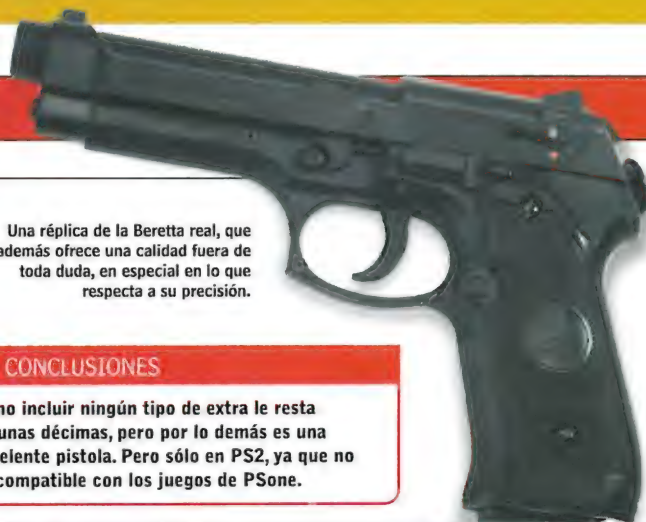 Una réplica de la Beretta real, que
además ofrece una calidad fuera de
toda duda, en especial en lo que
respecta a su precisión.
CONCLUSIONES
no incluir ningún tipo de extra le resta
unas décimas, pero por lo demás es una
elente pistola. Pero sólo en PS2, ya que no
compatible con los juegos de PSone.